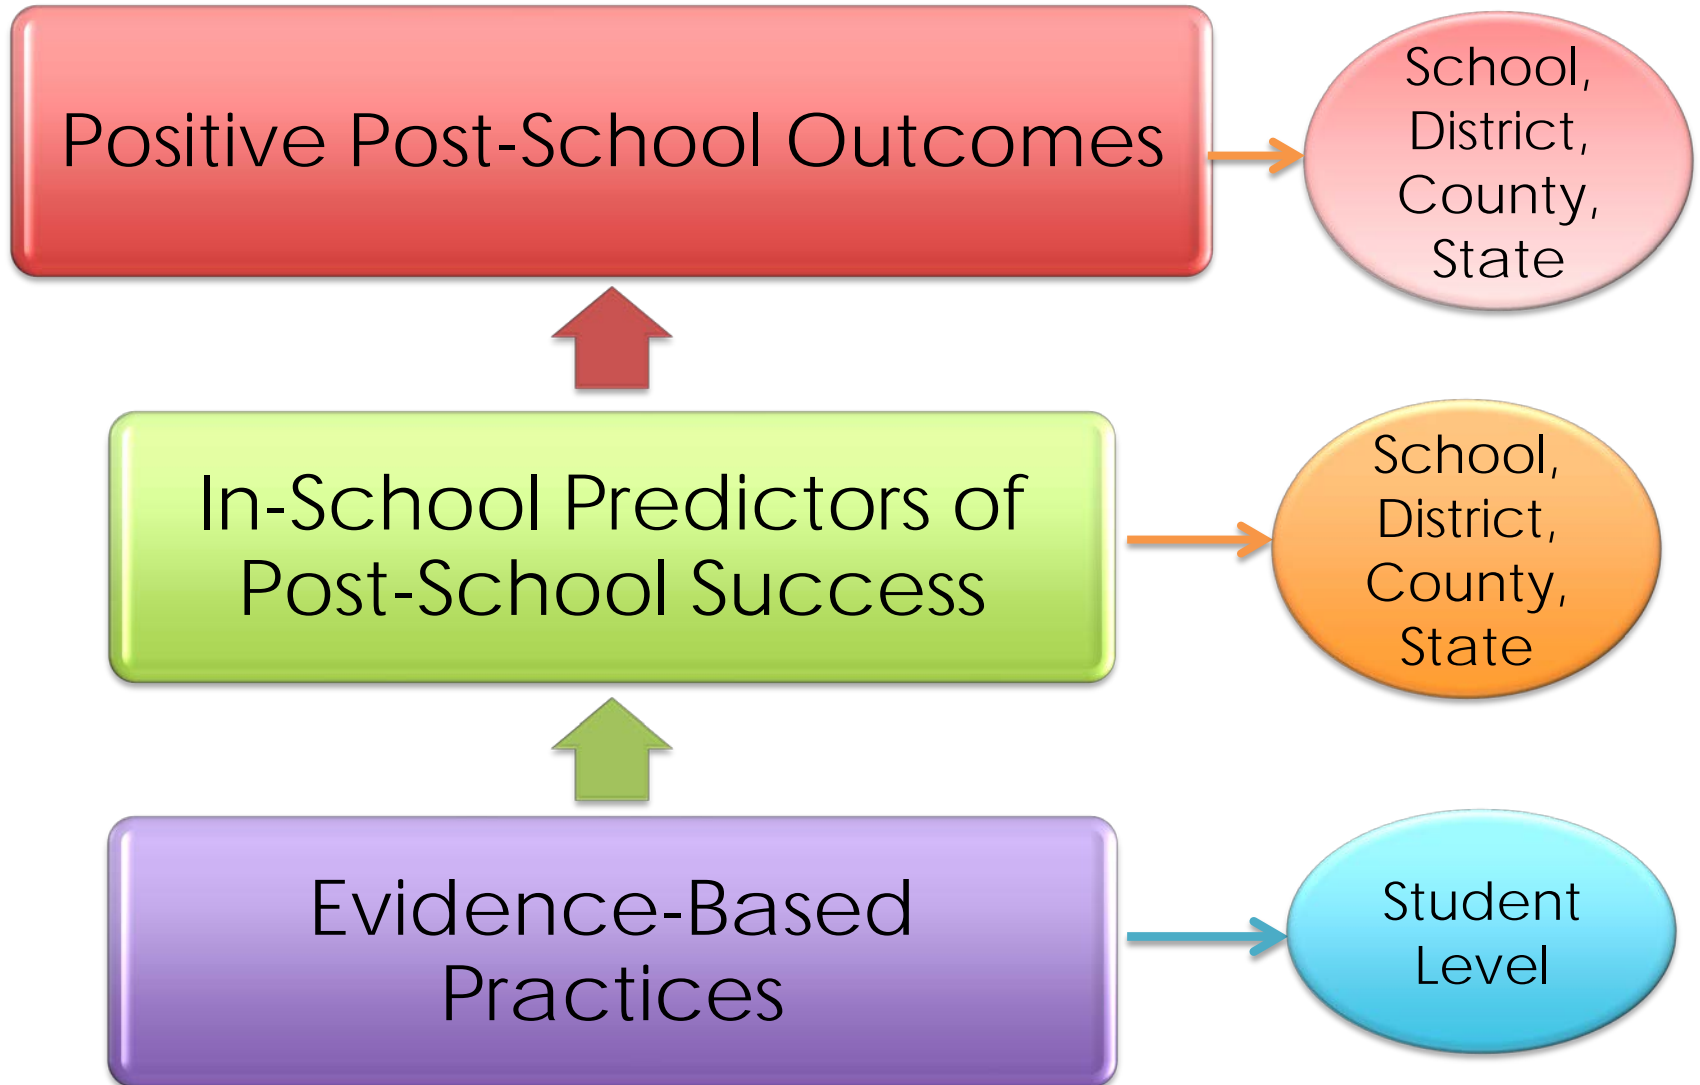 Positive Post-School Outcomes
School,
District,
County,
State
In-School Predictors of
Post-School Success
School,
District,
County,
State
Evidence-Based
Practices
Student
Level